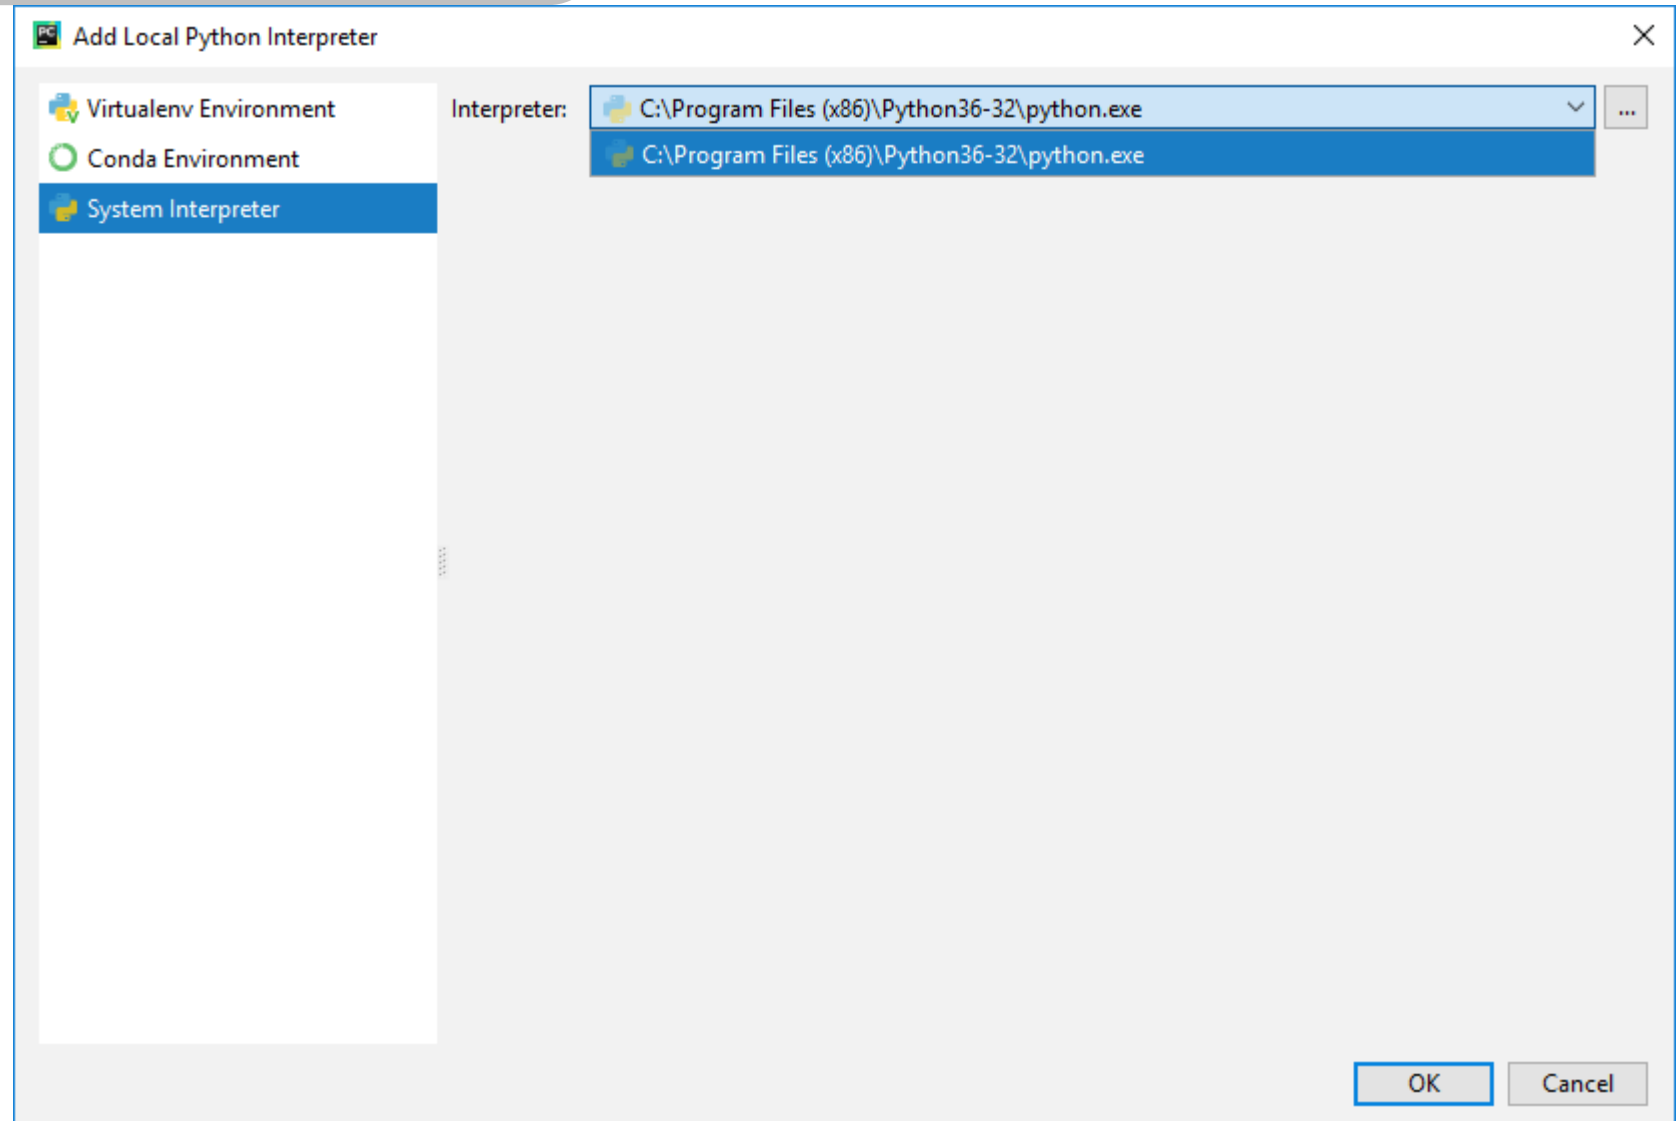 PC Add Local Python Interpreter
Virtualenv Environment
Conda Environment
System Interpreter
Interpreter: C:\Program Files (x86)\Python36-32\python.exe ...
C:\Program Files (x86)\Python36-32\python.exe
OK Cancel